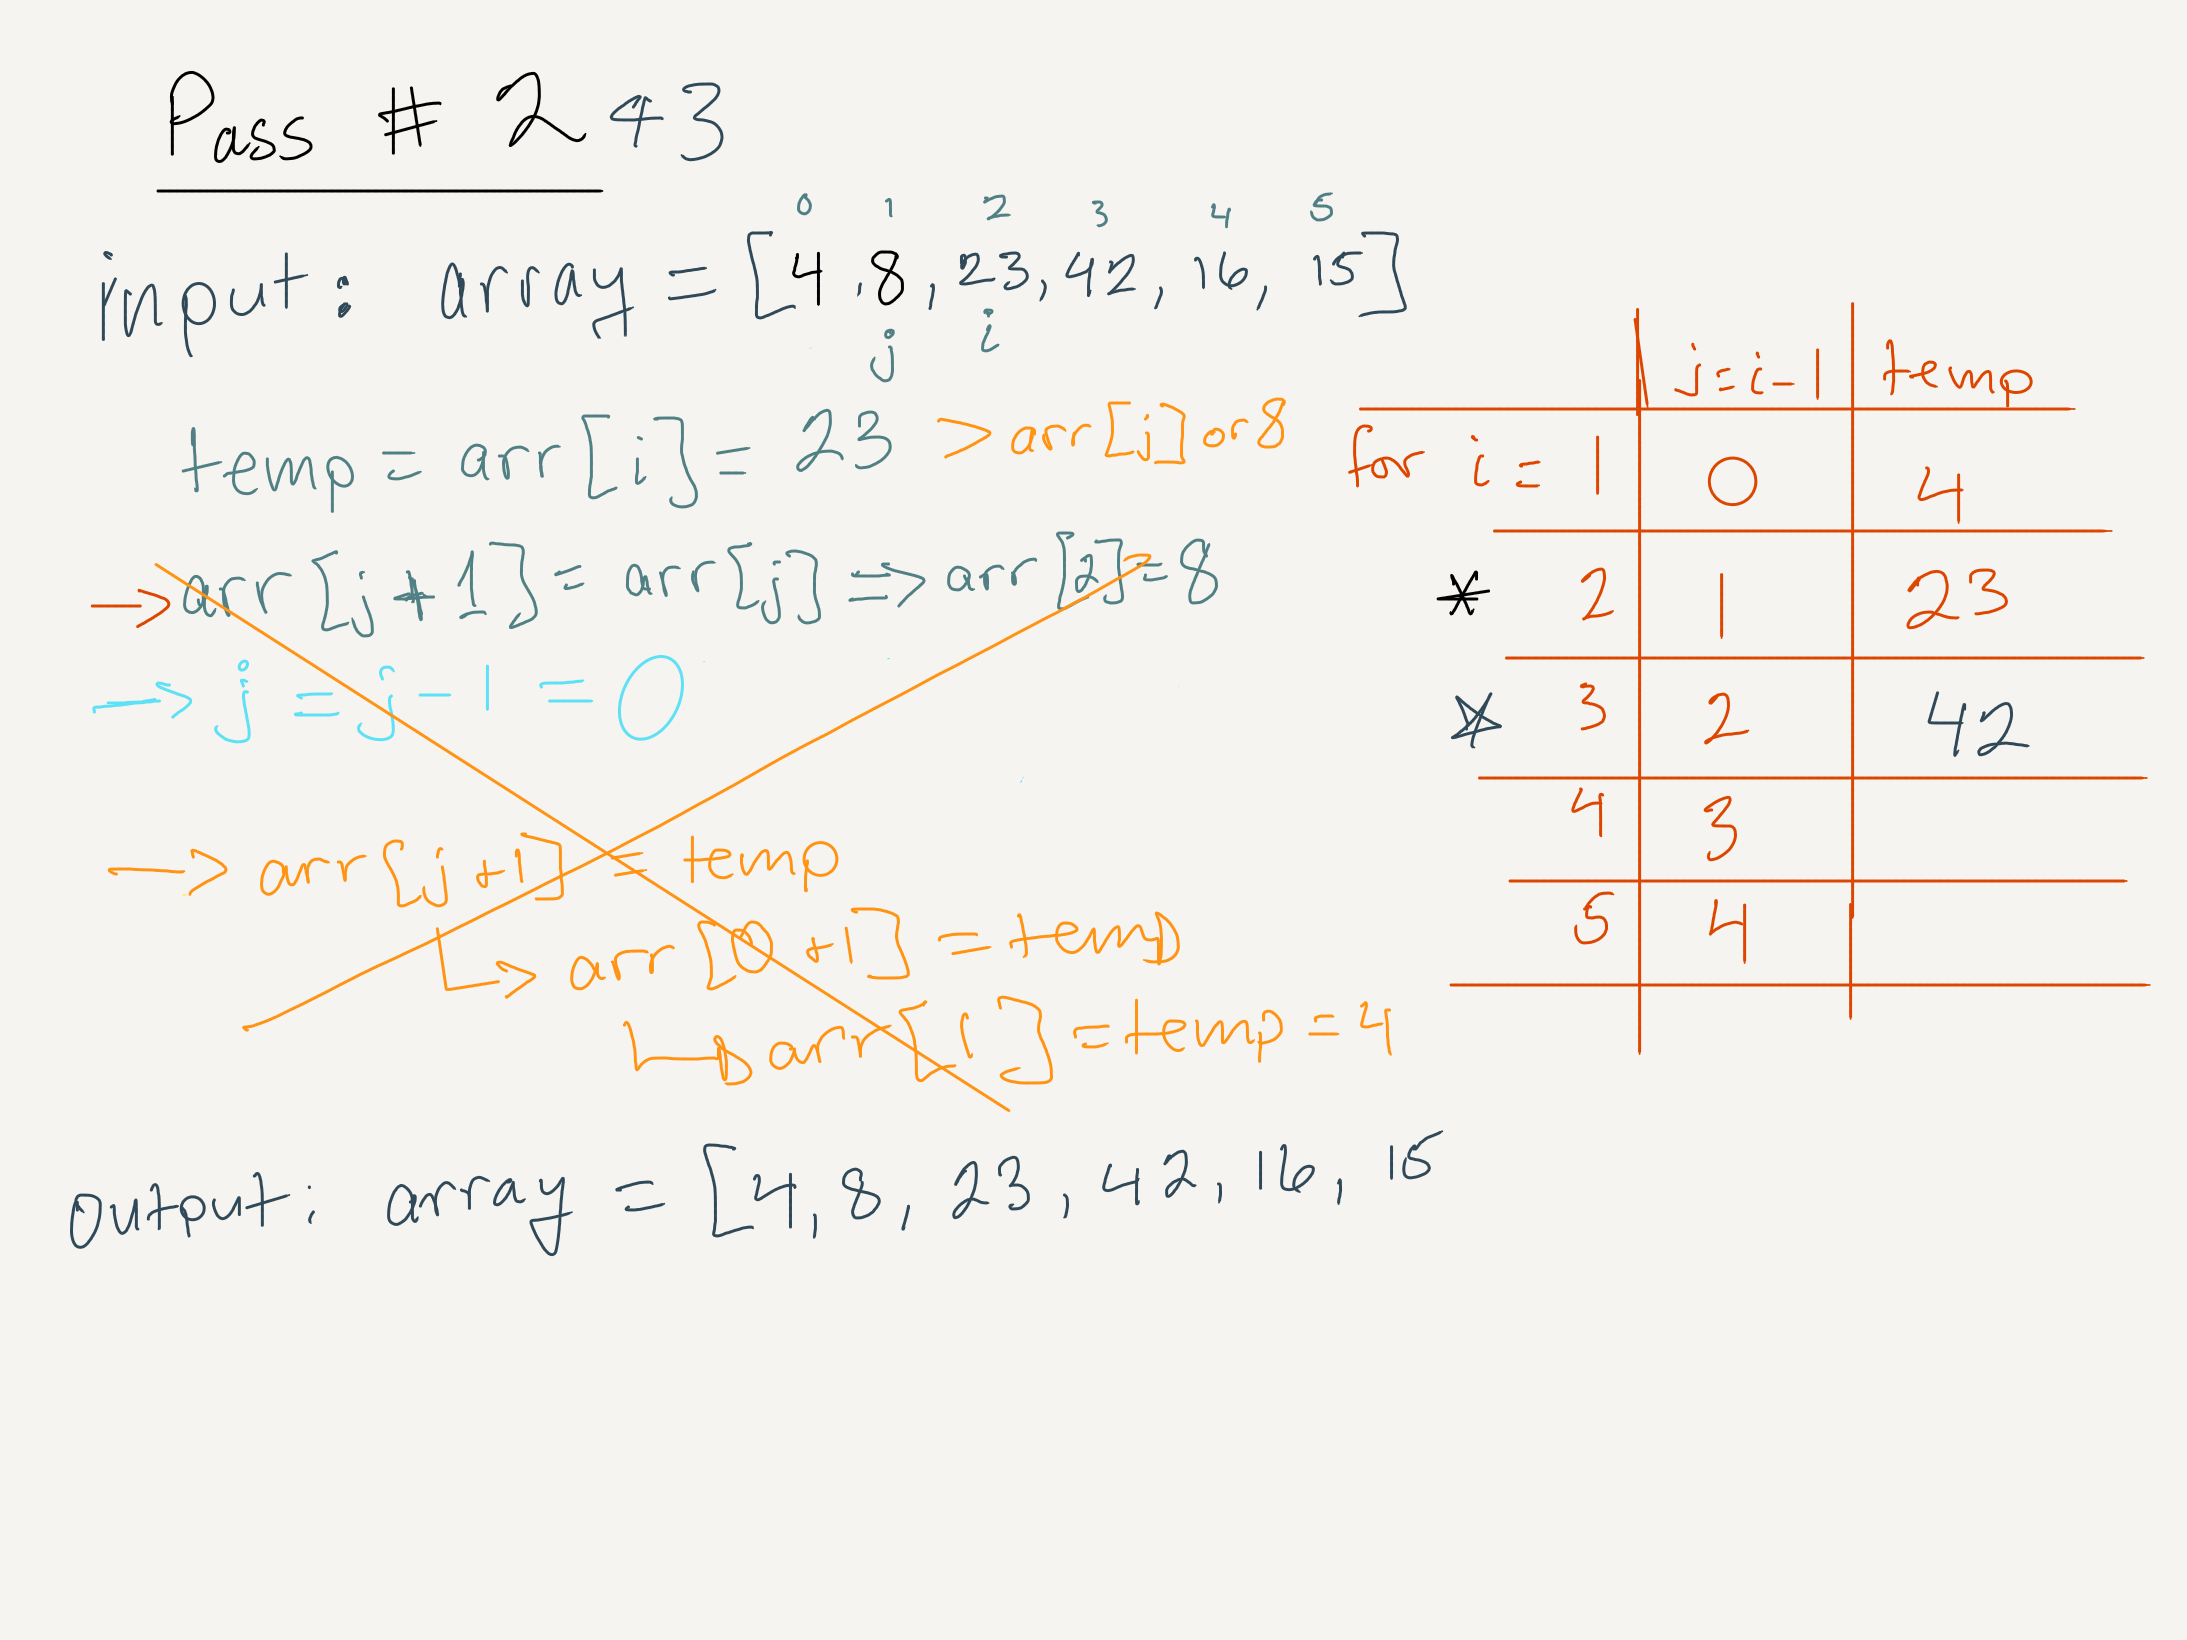 Pass # 2 + 3
0 1 2 3 4 5
input: array = [4, 8, 23, 42, 16, 15]
j i
temp = arr[i] = 23 > arr[j] or 8
→ arr[j+1] = arr[j] => arr[2] = 8
→ j = j - 1 = 0
→ arr[j+1] = temp
↳ arr[0+1] = temp
↳ arr[1] = temp = 4
output: array = [4, 8, 23, 42, 16, 15
j=i-1 temp
for i = 1 0 4
* 2 1 23
☆ 3 2 42
4 3
5 4